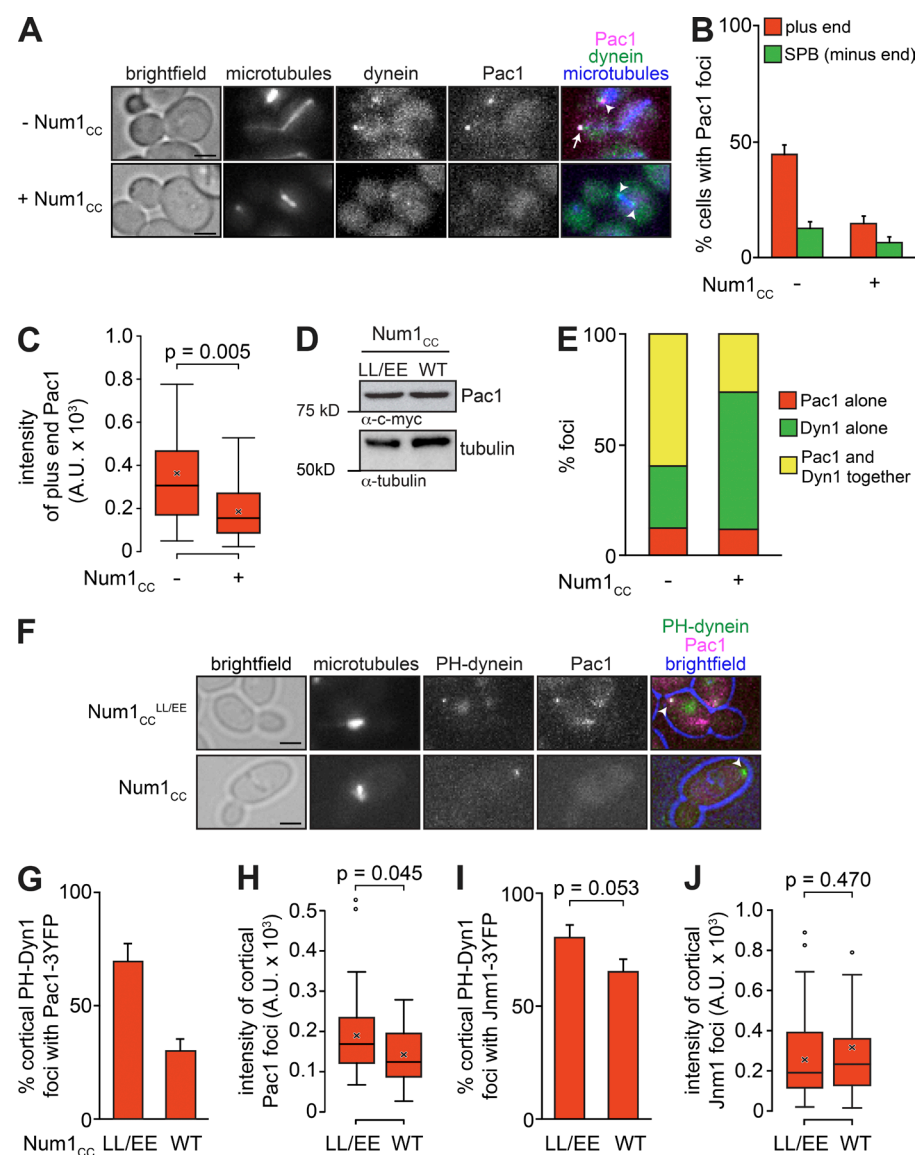 A
Pac1
dynein
brightfield microtubules dynein Pac1 microtubules
- Num1CC
+ Num1CC
B
% cells with Pac1 foci
100
50
0
plus end
SPB (minus end)
Num1CC - +
C
intensity
of plus end Pac1
(A.U. x 10³)
1.0
0.8
0.6
0.4
0.2
0
p = 0.005
Num1CC - +
D
Num1CC
LL/EE WT
Pac1
75 kD
α-c-myc
tubulin
50kD
α-tubulin
E
% foci
100
50
0
Pac1 alone
Dyn1 alone
Pac1 and
Dyn1 together
Num1CC - +
F
PH-dynein
Pac1
brightfield microtubules PH-dynein Pac1 brightfield
Num1CC LL/EE
Num1CC
G
% cortical PH-Dyn1
foci with Pac1-3YFP
100
50
0
Num1CC LL/EE WT
H
intensity of cortical
Pac1 foci (A.U. x 10³)
p = 0.045
0.5
0.4
0.3
0.2
0.1
0
LL/EE WT
I
% cortical PH-Dyn1
foci with Jnm1-3YFP
p = 0.053
100
50
0
LL/EE WT
J
intensity of cortical
Jnm1 foci (A.U. x 10³)
p = 0.470
1.0
0.8
0.6
0.4
0.2
0
LL/EE WT